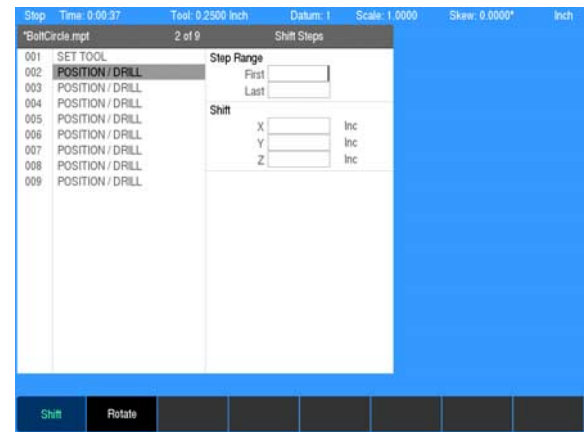 Stop Time: 0:00:37 Tool: 0.2500 Inch Datum: 1 Scale: 1.0000 Skew: 0.0000° Inch
*BoltCircle.mpt 2 of 9 Shift Steps
001 SET TOOL
002 POSITION / DRILL
003 POSITION / DRILL
004 POSITION / DRILL
005 POSITION / DRILL
006 POSITION / DRILL
007 POSITION / DRILL
008 POSITION / DRILL
009 POSITION / DRILL
Step Range
First
Last
Shift
X Inc
Y Inc
Z Inc
Shift Rotate